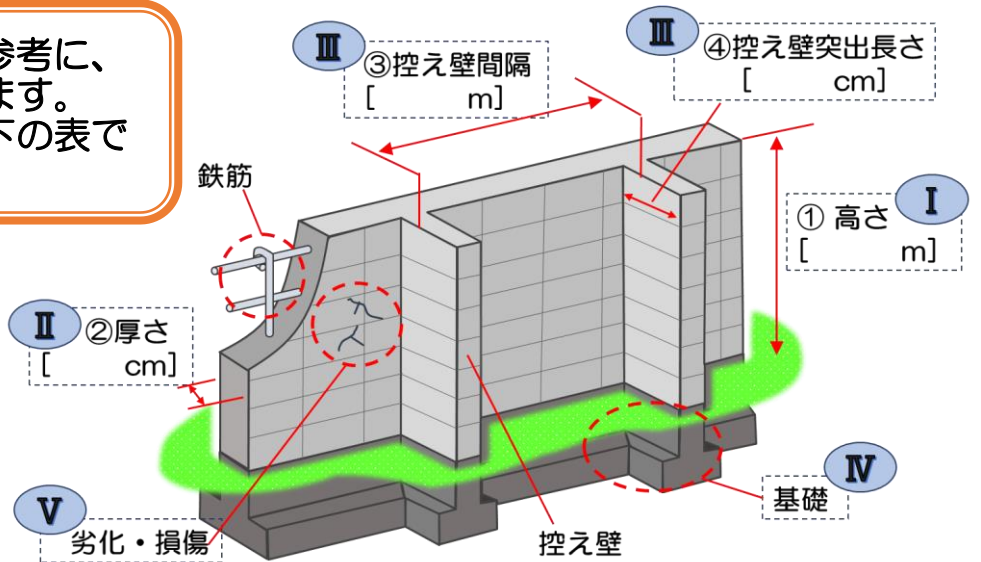 参考に、
ます。
下の表で
Ⅲ
③控え壁間隔
[ m]
Ⅲ
④控え壁突出長さ
[ cm]
鉄筋
Ⅰ
① 高さ
[ m]
Ⅱ
②厚さ
[ cm]
Ⅳ
基礎
Ⅴ
劣化・損傷
控え壁